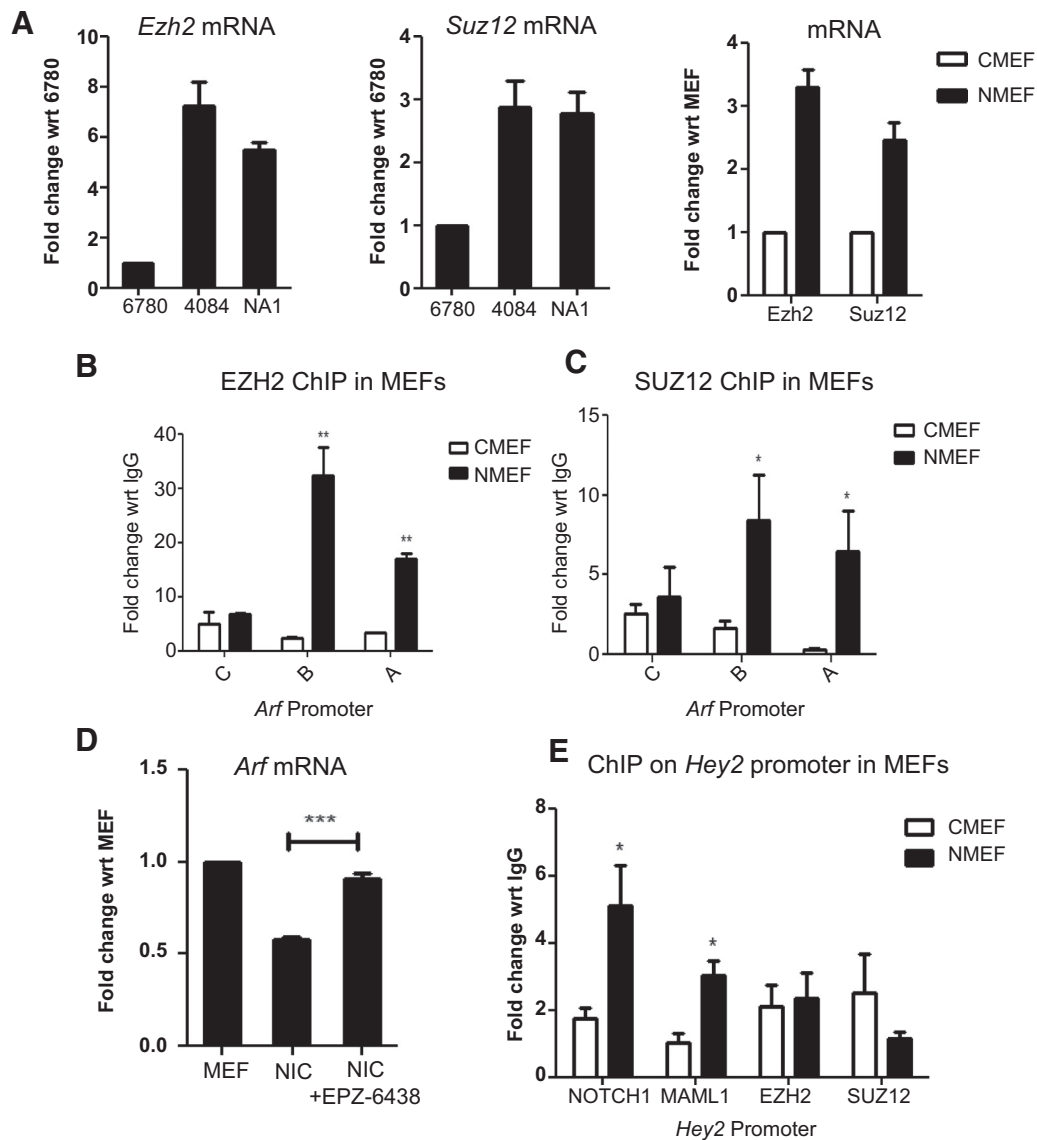 A
Ezh2 mRNA
Fold change wrt 6780
10
8
6
4
2
0
6780 4084 NA1
Suz12 mRNA
Fold change wrt 6780
4
3
2
1
0
6780 4084 NA1
mRNA
Fold change wrt MEF
4
3
2
1
0
Ezh2 Suz12
CMEF
NMEF
B
EZH2 ChIP in MEFs
Fold change wrt IgG
40
30
20
10
0
**
**
C B A
Arf Promoter
CMEF
NMEF
C
SUZ12 ChIP in MEFs
Fold change wrt IgG
15
10
5
0
*
*
C B A
Arf Promoter
CMEF
NMEF
D
Arf mRNA
Fold change wrt MEF
1.5
1.0
0.5
0.0
***
MEF NIC NIC
+EPZ-6438
E
ChIP on Hey2 promoter in MEFs
Fold change wrt IgG
8
6
4
2
0
*
*
NOTCH1 MAML1 EZH2 SUZ12
Hey2 Promoter
CMEF
NMEF